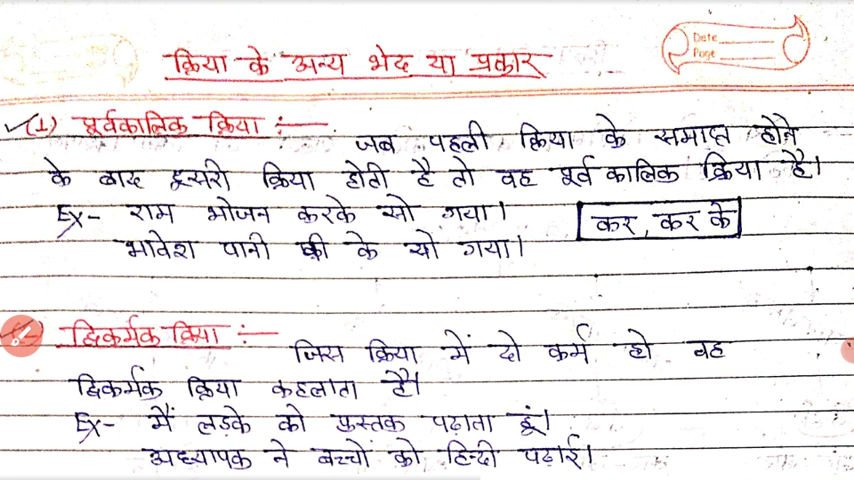 Date
Page
क्रिया के अन्य भेद या प्रकार
(1) पूर्वकालिक क्रिया :— जब पहली क्रिया के समाप्त होने
के बाद दूसरी क्रिया होती है तो वह पूर्व कालिक क्रिया है।
Ex- राम भोजन करके सो गया।
कर, कर के
भावेश पानी पी के सो गया।
द्विकर्मक क्रिया :— जिस क्रिया में दो कर्म हो वह
द्विकर्मक क्रिया कहलाता है।
Ex- मैं लड़के को पुस्तक पढ़ाता हूं।
अध्यापक ने बच्चों को हिन्दी पढाई।